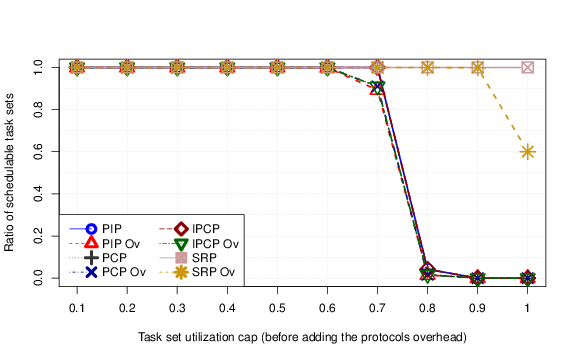 Ratio of schedulable task sets
1.0
0.8
0.6
0.4
0.2
0.0
PIP
PIP Ov
PCP
PCP Ov
IPCP
IPCP Ov
SRP
SRP Ov
0.1 0.2 0.3 0.4 0.5 0.6 0.7 0.8 0.9 1
Task set utilization cap (before adding the protocols overhead)